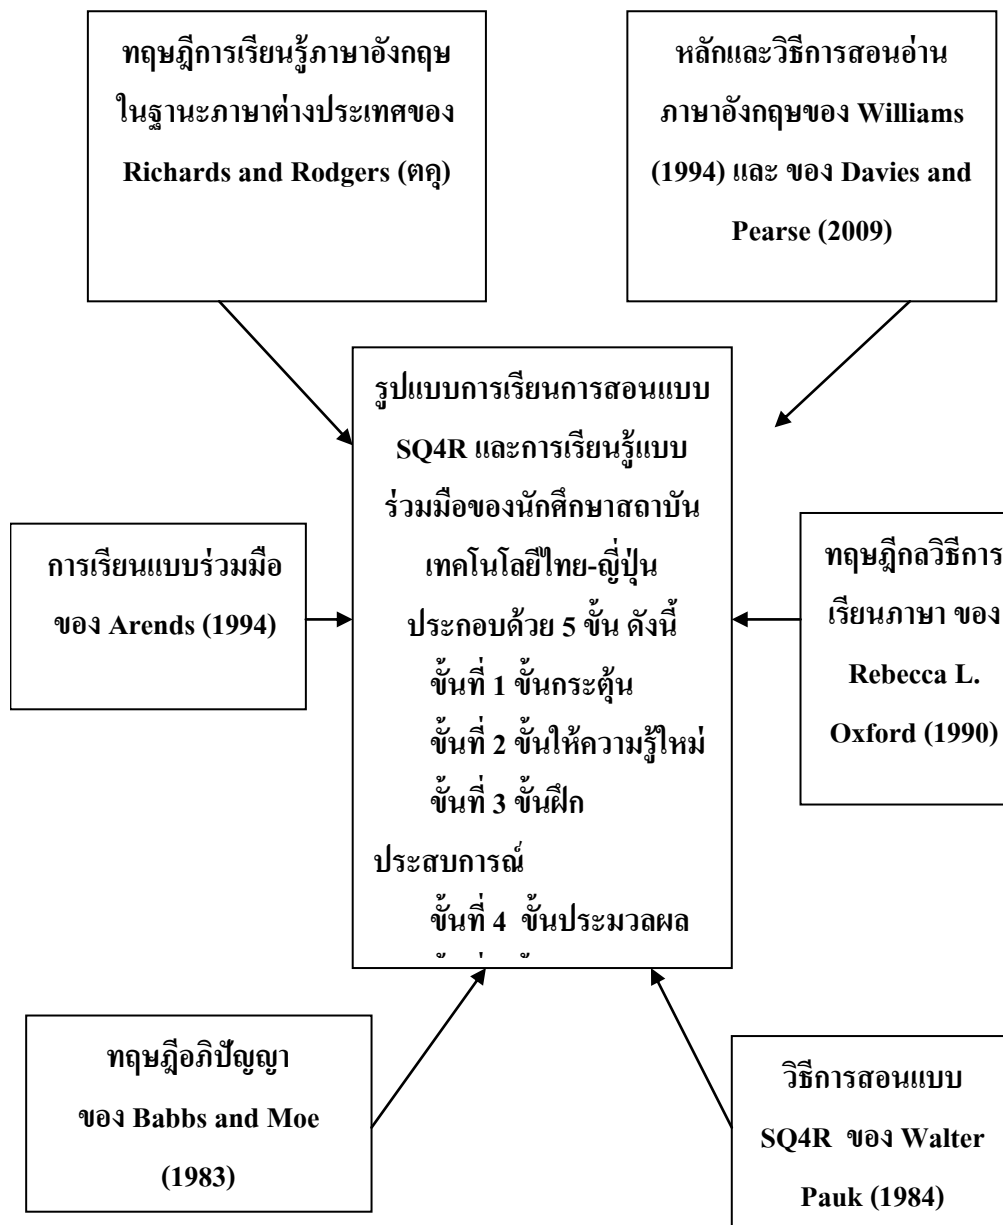 ทฤษฎีการเรียนรู้ภาษาอังกฤษ
ในฐานะภาษาต่างประเทศของ
Richards and Rodgers (ตคุ)
หลักและวิธีการสอนอ่าน
ภาษาอังกฤษของ Williams
(1994) และ ของ Davies and
Pearse (2009)
รูปแบบการเรียนการสอนแบบ
SQ4R และการเรียนรู้แบบ
ร่วมมือของนักศึกษาสถาบัน
เทคโนโลยีไทย-ญี่ปุ่น
ประกอบด้วย 5 ขั้น ดังนี้
ขั้นที่ 1 ขั้นกระตุ้น
ขั้นที่ 2 ขั้นให้ความรู้ใหม่
ขั้นที่ 3 ขั้นฝึก
ประสบการณ์
ขั้นที่ 4 ขั้นประมวลผล
การเรียนแบบร่วมมือ
ของ Arends (1994)
ทฤษฎีกลวิธีการ
เรียนภาษา ของ
Rebecca L.
Oxford (1990)
ทฤษฎีอภิปัญญา
ของ Babbs and Moe
(1983)
วิธีการสอนแบบ
SQ4R ของ Walter
Pauk (1984)